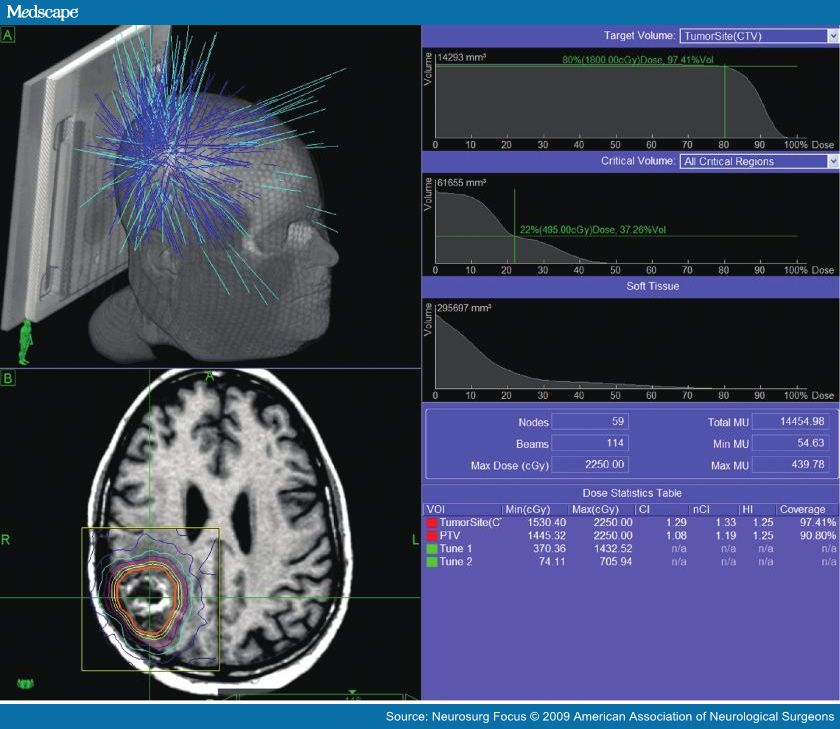 Medscape
A
Target Volume: TumorSite(CTV)
Volume
14293 mm³
80%(1800.00cGy)Dose, 97.41%Vol
0 10 20 30 40 50 60 70 80 90 100% Dose
Critical Volume: All Critical Regions
Volume
61655 mm³
22%(495.00cGy)Dose, 37.26%Vol
0 10 20 30 40 50 60 70 80 90 100% Dose
Soft Tissue
Volume
295697 mm³
0 10 20 30 40 50 60 70 80 90 100% Dose
B
A
R
L
Nodes 59 Total MU 14454.98
Beams 114 Min MU 54.63
Max Dose (cGy) 2250.00 Max MU 439.78
Dose Statistics Table
VOI Min(cGy) Max(cGy) CI nCI HI Coverage
TumorSite(C 1530.40 2250.00 1.29 1.33 1.25 97.41%
PTV 1445.32 2250.00 1.08 1.19 1.25 90.80%
Tune 1 370.36 1432.52 n/a n/a n/a n/a
Tune 2 74.11 705.94 n/a n/a n/a n/a
Source: Neurosurg Focus © 2009 American Association of Neurological Surgeons